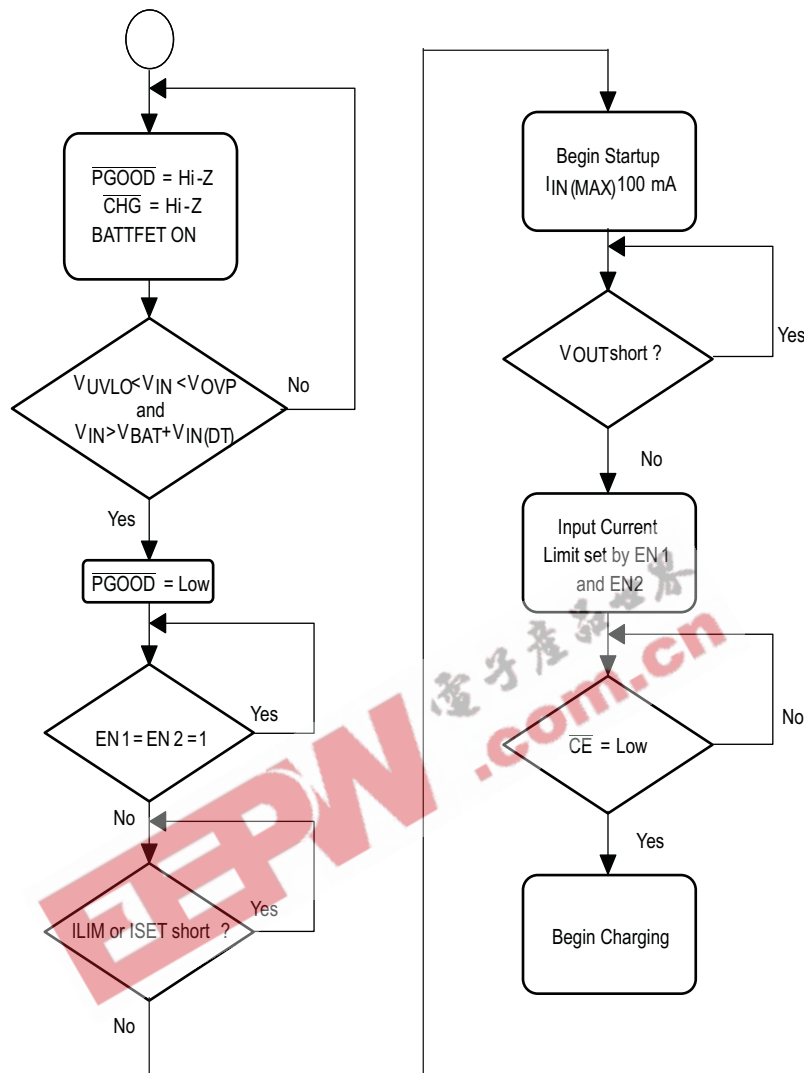 PGOOD = Hi-Z
CHG = Hi-Z
BATTFET ON
VUVLO<VIN <VOVP
and
VIN>VBAT+VIN(DT)
No
Yes
PGOOD = Low
EN1=EN2=1
Yes
No
ILIM or ISET short ?
Yes
No
Begin Startup
IIN(MAX)100 mA
VOUTshort ?
Yes
No
Input Current
Limit set by EN1
and EN2
CE = Low
No
Yes
Begin Charging
EEPW.com.cn
電子產品世界